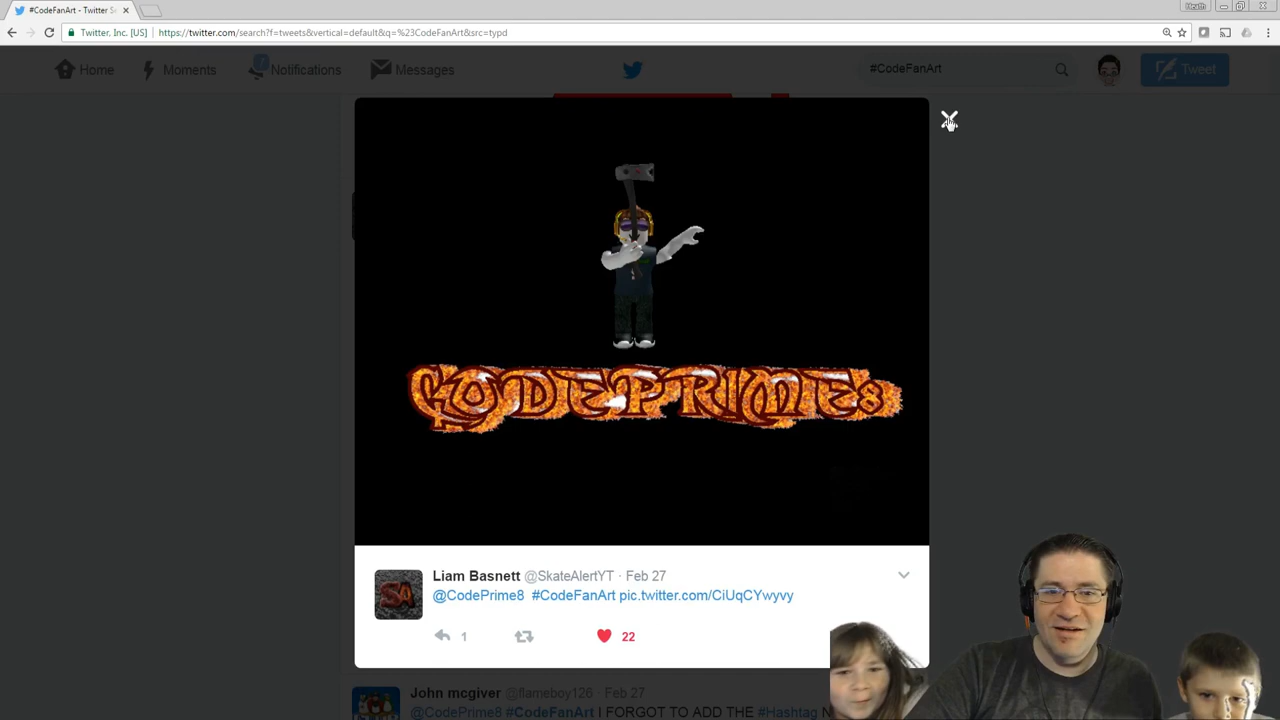 #CodeFanArt - Twitter Se
Heath
Twitter, Inc. [US]
https://twitter.com/search?f=tweets&vertical=default&q=%23CodeFanArt&src=typd
Home
Moments
Notifications
Messages
#CodeFanArt
Tweet
CODEPRIME8
Liam Basnett @SkateAlertYT · Feb 27
@CodePrime8 #CodeFanArt pic.twitter.com/CiUqCYwyvy
1
22
John mcgiver @flameboy126 · Feb 27
@CodePrime8 #CodeFanArt I FORGOT TO ADD THE #Hashtag